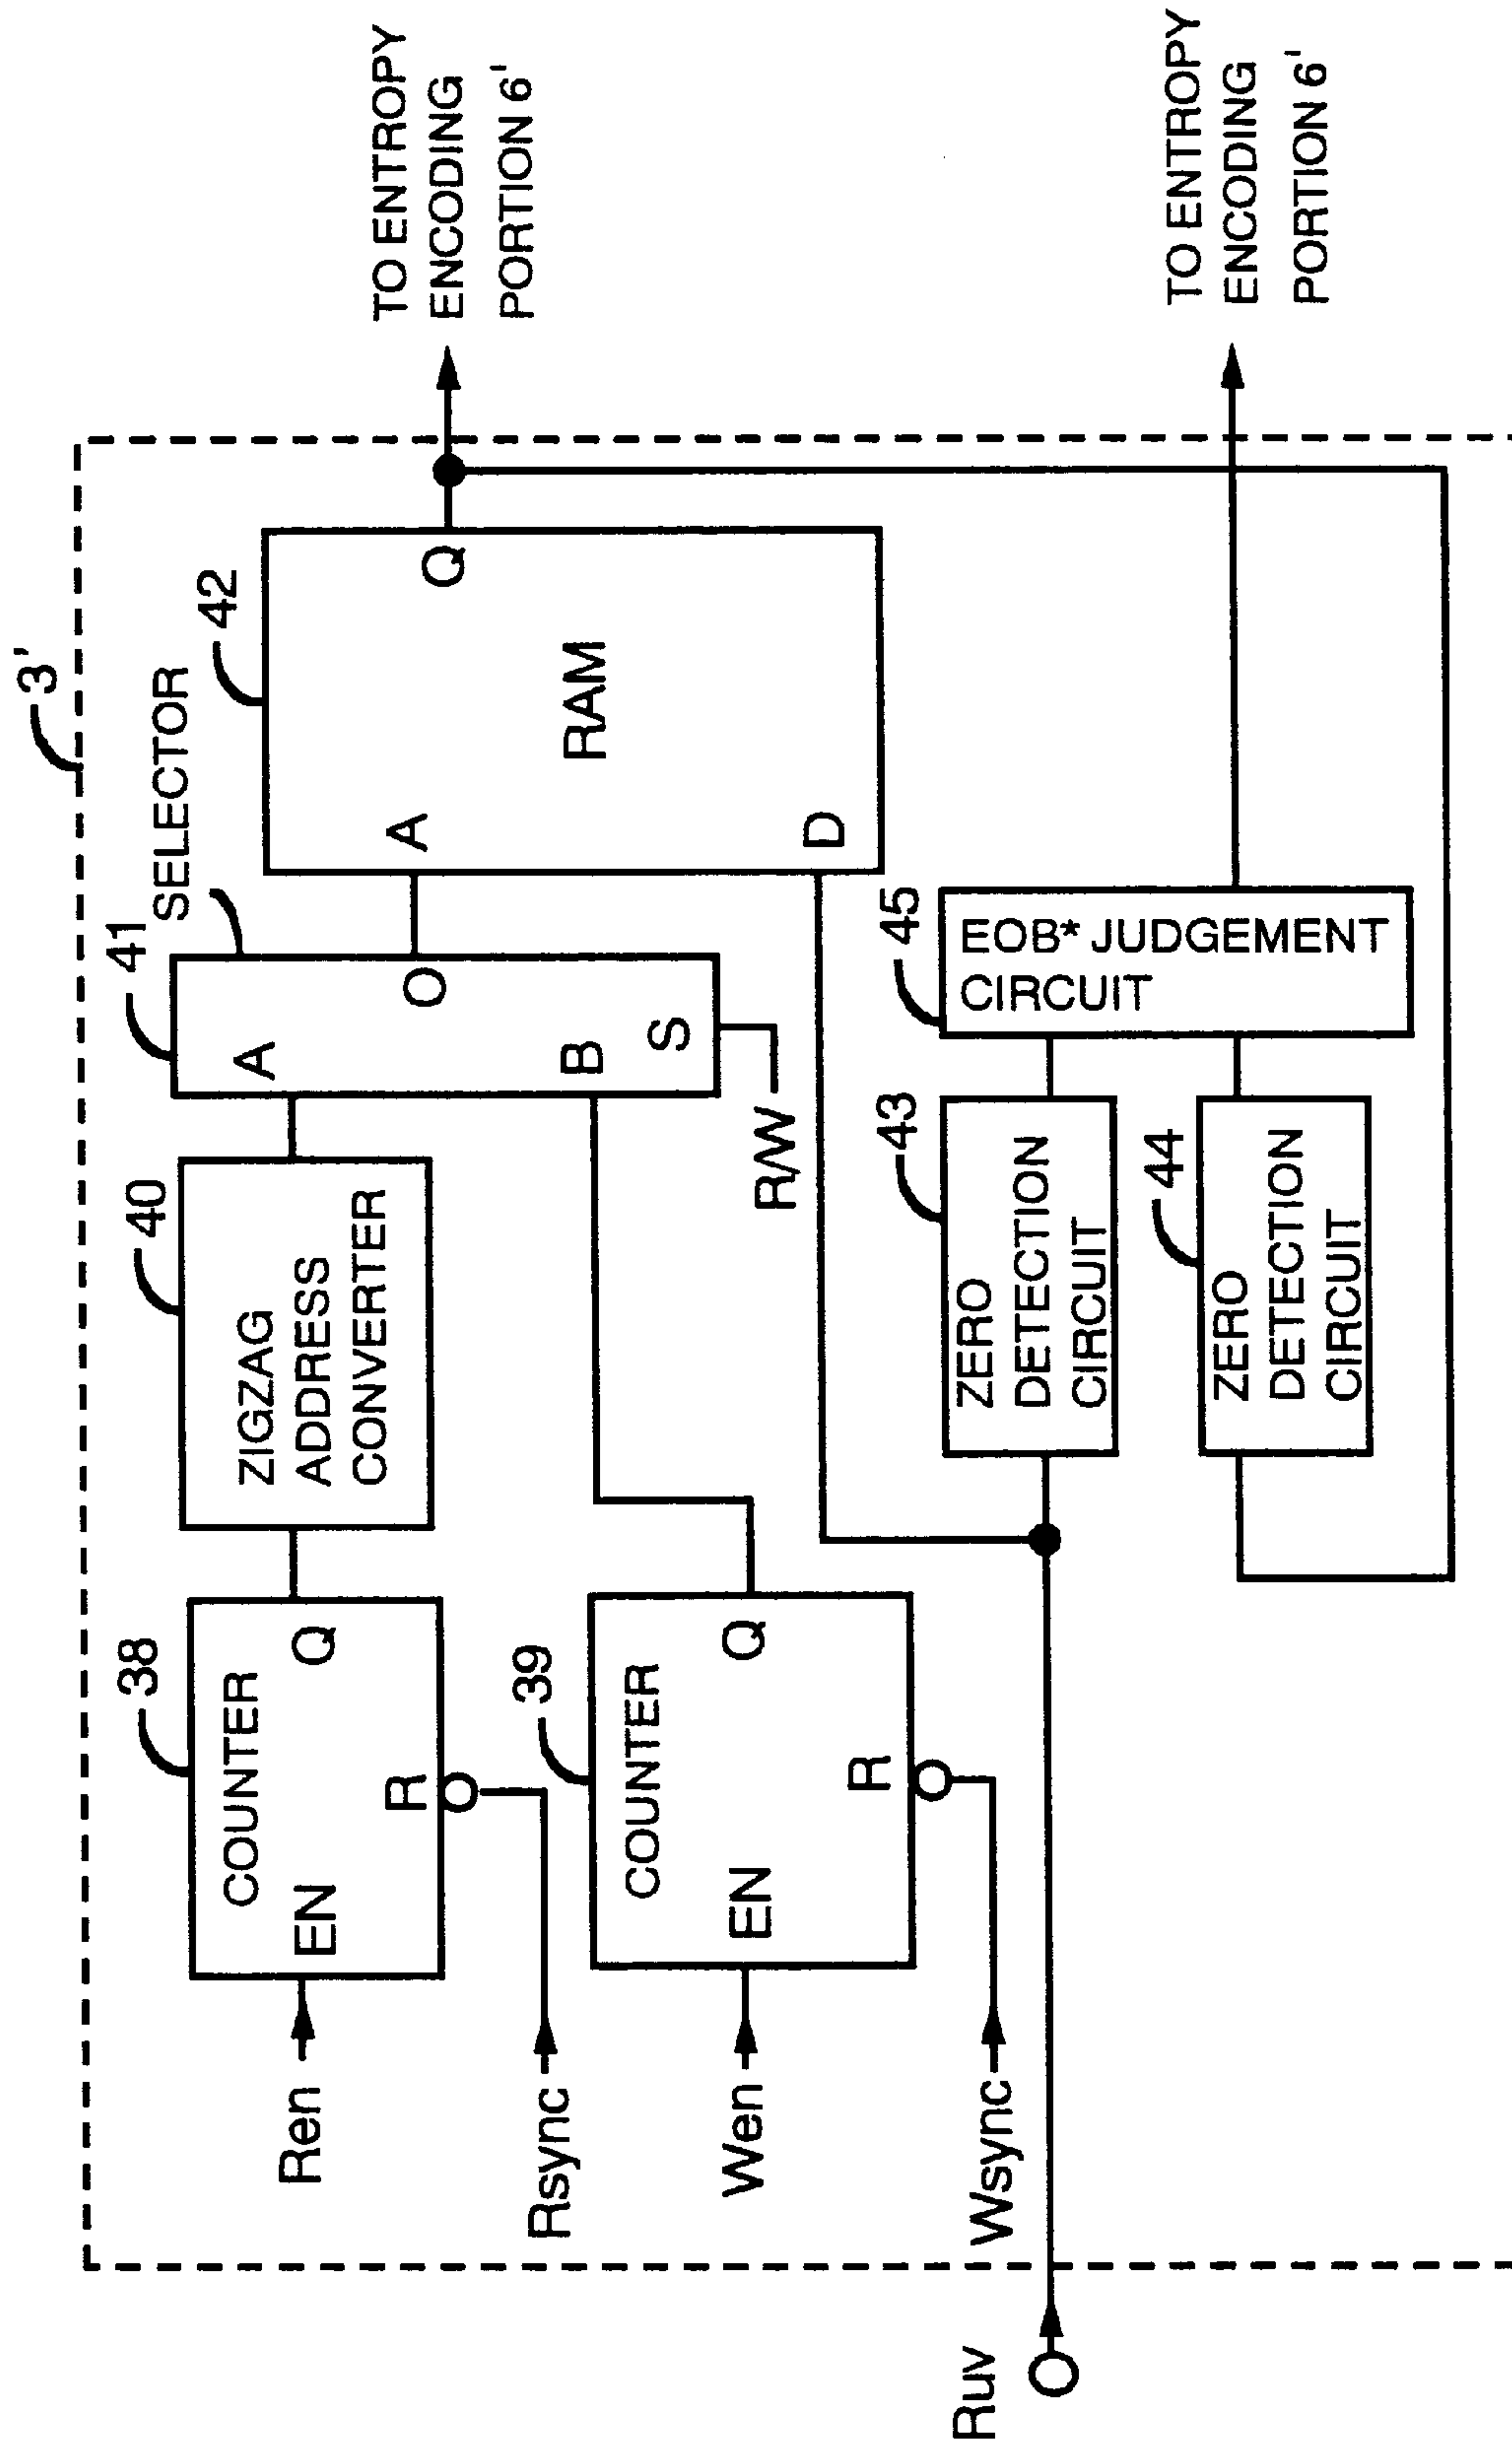 3'
38
COUNTER
Q
EN
R
Ren
Rsync
40
ZIGZAG
ADDRESS
CONVERTER
41
SELECTOR
A
O
B
S
R/W
42
A
Q
RAM
D
TO ENTROPY
ENCODING
PORTION 6'
39
COUNTER
Q
EN
R
Wen
Wsync
Ruv
43
ZERO
DETECTION
CIRCUIT
44
ZERO
DETECTION
CIRCUIT
45
EOB* JUDGEMENT
CIRCUIT
TO ENTROPY
ENCODING
PORTION 6'